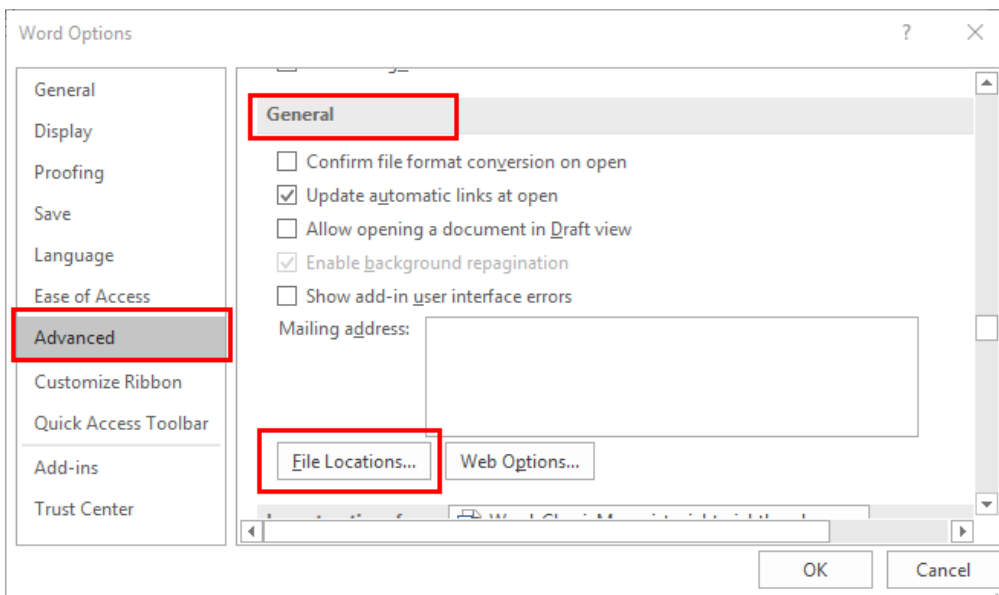 Word Options
?
General
Display
Proofing
Save
Language
Ease of Access
Advanced
Customize Ribbon
Quick Access Toolbar
Add-ins
Trust Center
General
Confirm file format conversion on open
Update automatic links at open
Allow opening a document in Draft view
Enable background repagination
Show add-in user interface errors
Mailing address:
File Locations... Web Options...
OK Cancel